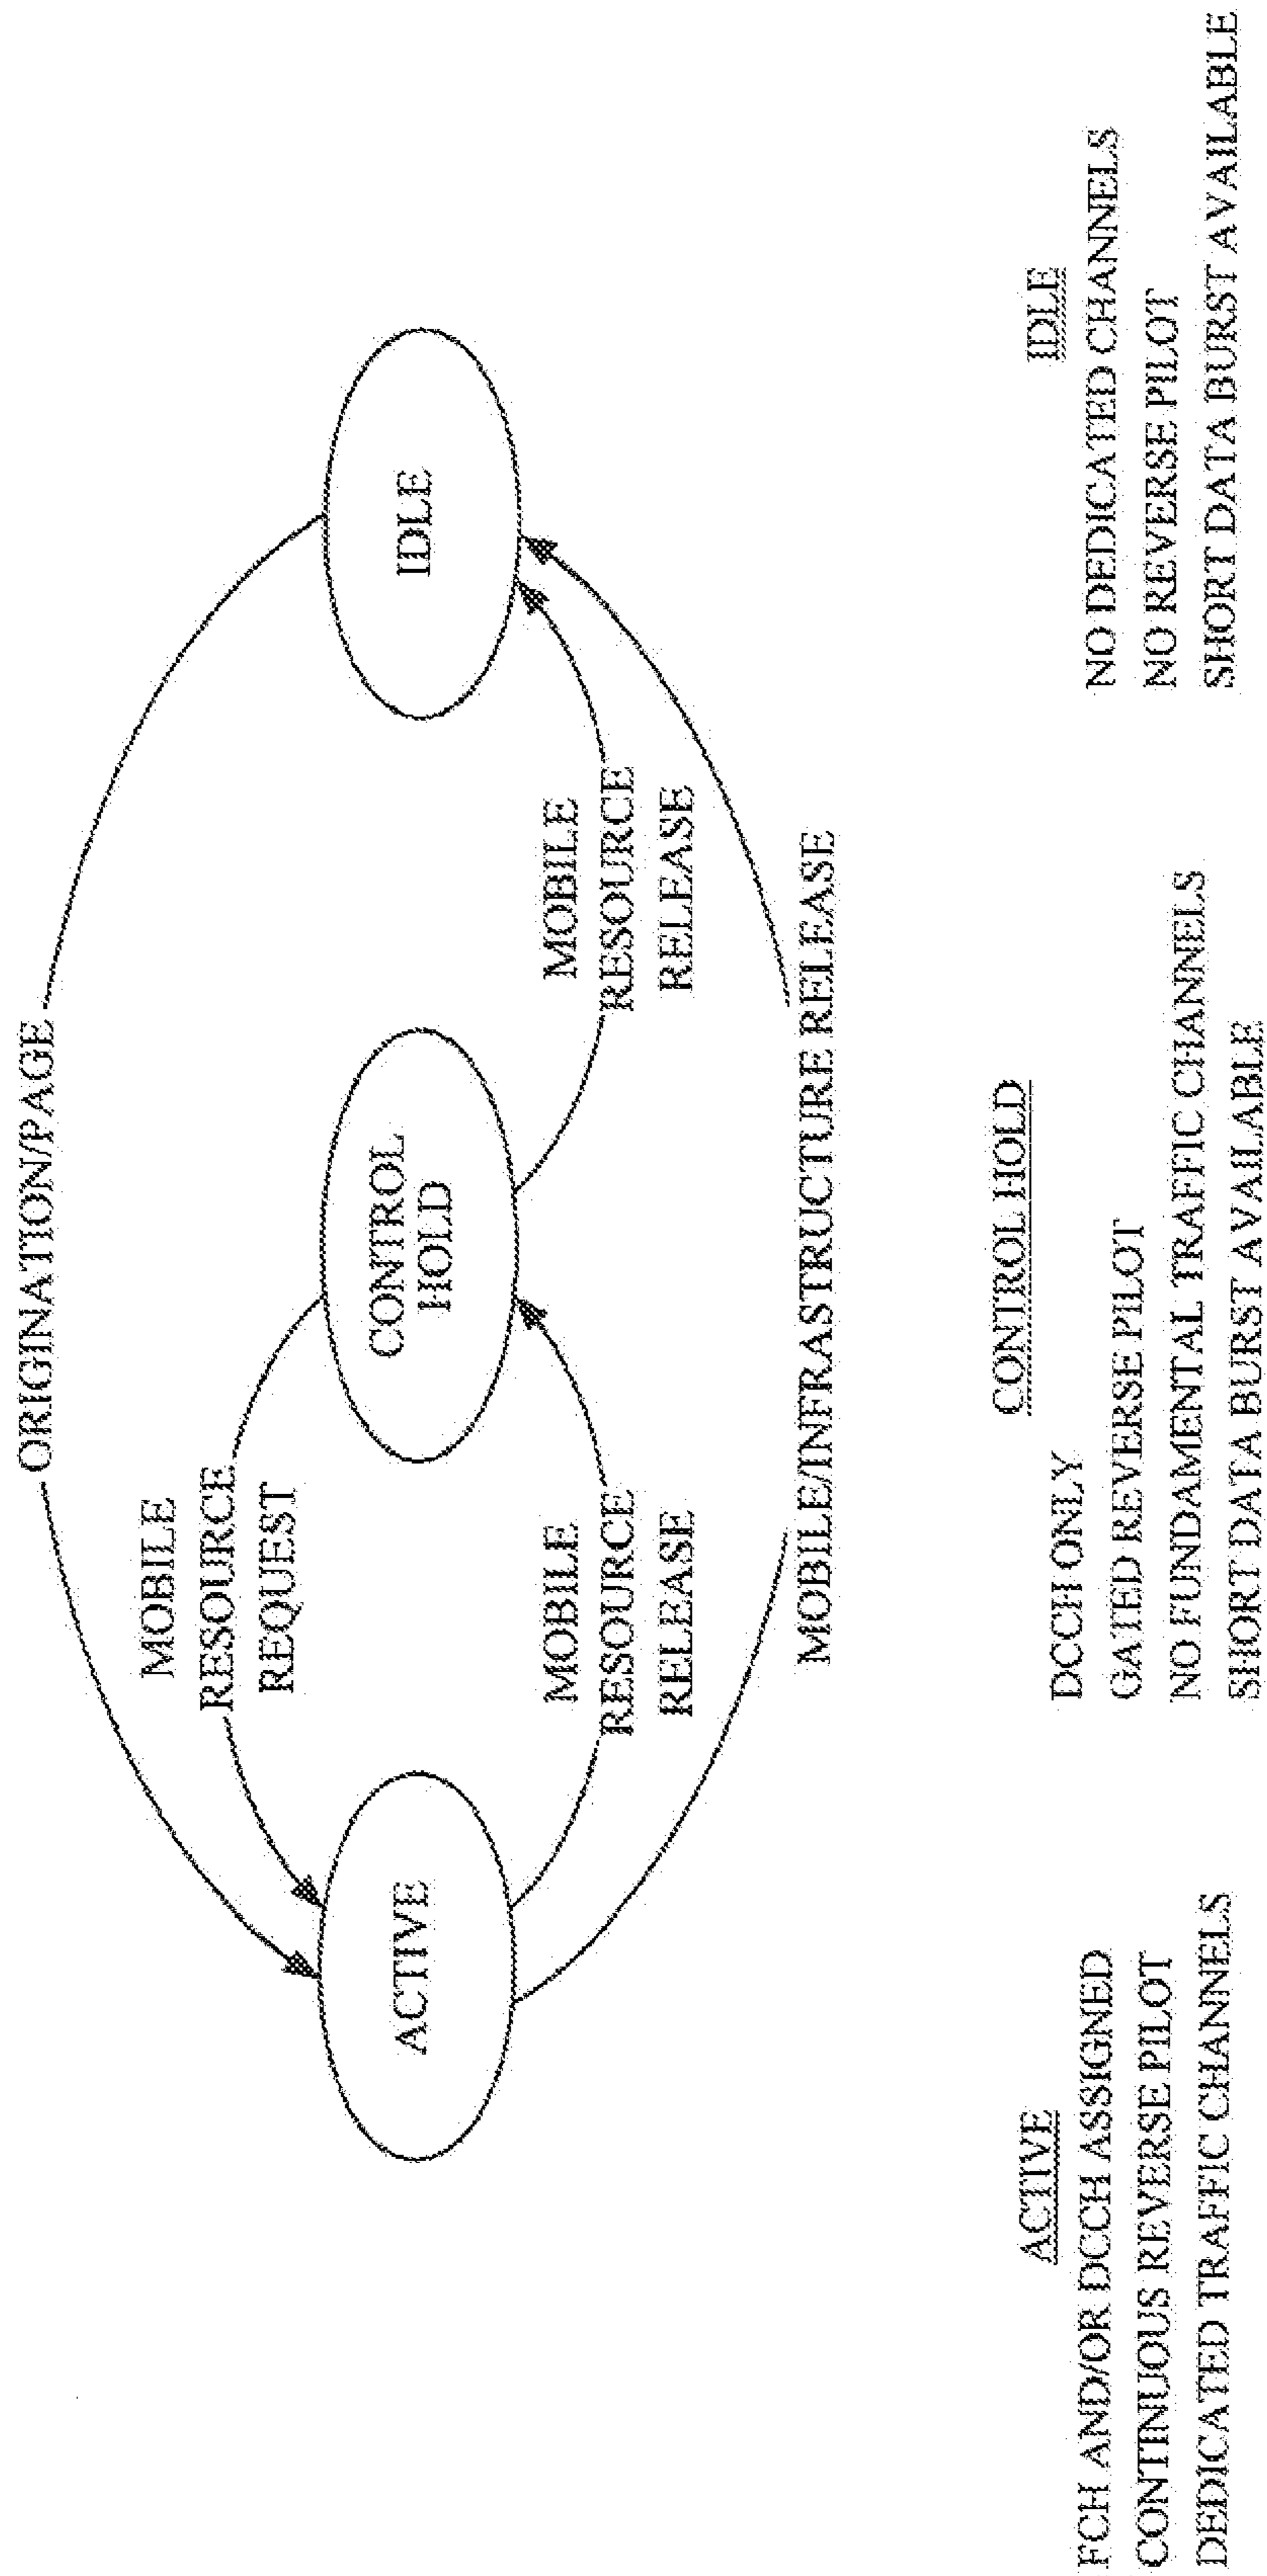 ORIGINATION/PAGE
MOBILE
RESOURCE
REQUEST
ACTIVE
CONTROL
HOLD
IDLE
MOBILE
RESOURCE
RELEASE
MOBILE
RESOURCE
RELEASE
MOBILE/INFRASTRUCTURE RELEASE
ACTIVE
FCH AND/OR DCCH ASSIGNED
CONTINUOUS REVERSE PILOT
DEDICATED TRAFFIC CHANNELS
CONTROL HOLD
DCCH ONLY
GATED REVERSE PILOT
NO FUNDAMENTAL TRAFFIC CHANNELS
SHORT DATA BURST AVAILABLE
IDLE
NO DEDICATED CHANNELS
NO REVERSE PILOT
SHORT DATA BURST AVAILABLE